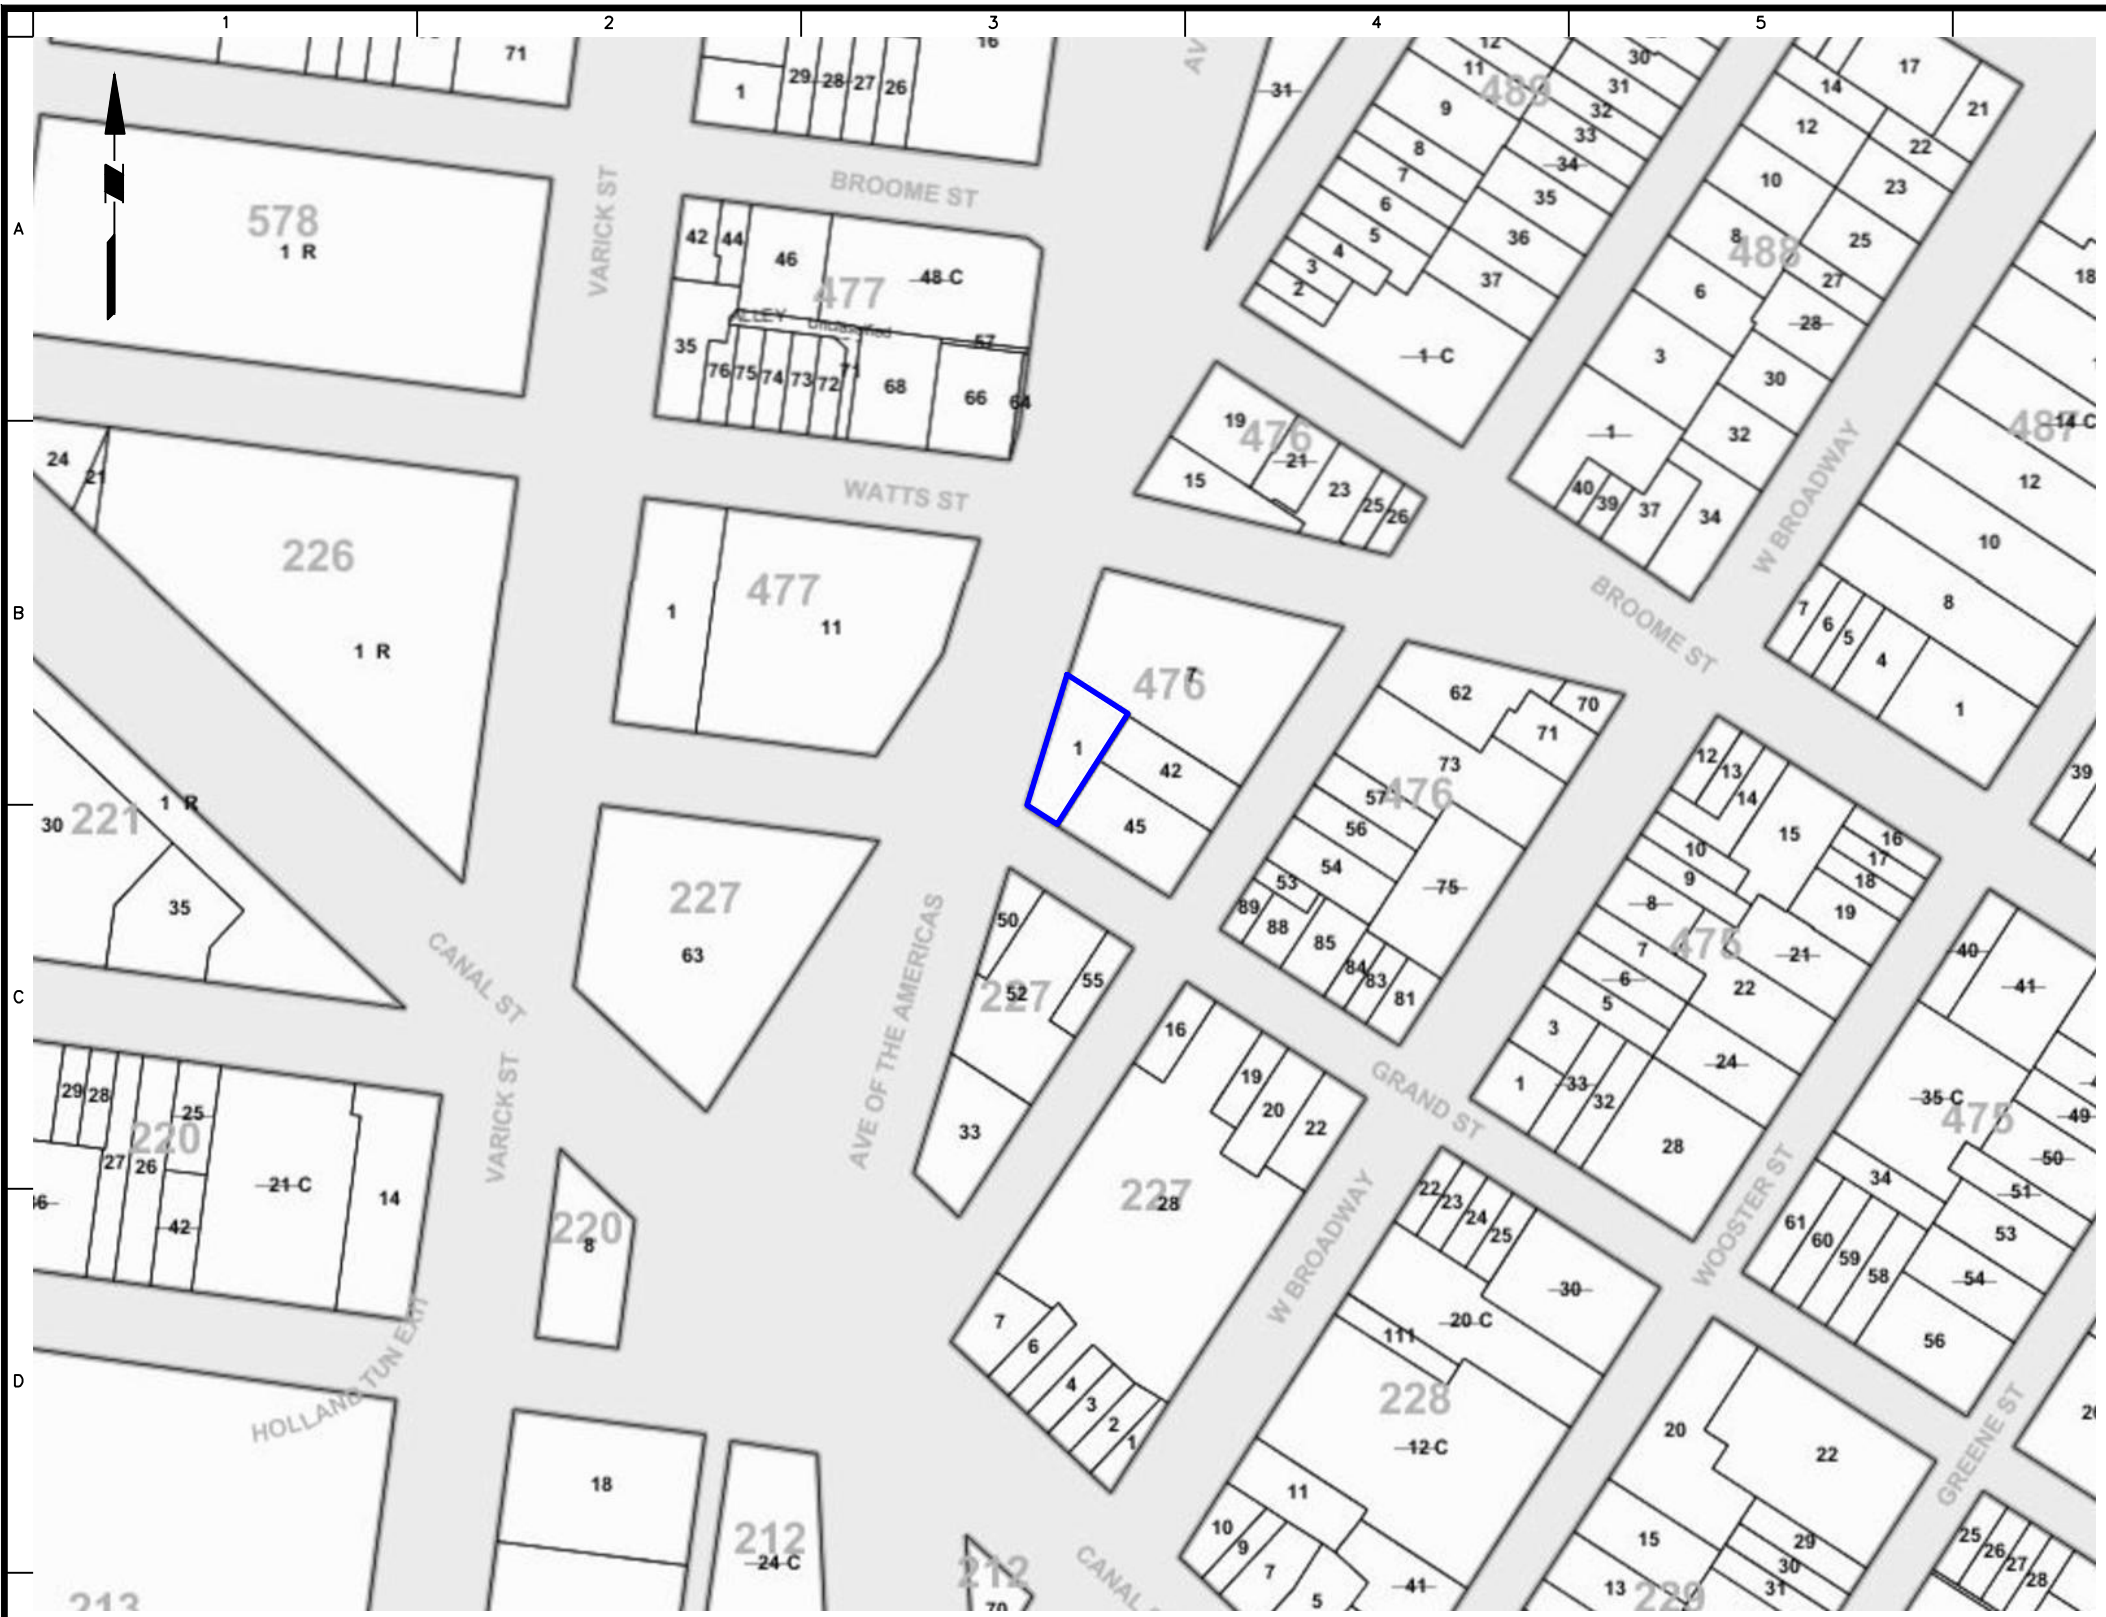 1 2 3 4 5
71
1 29 28 27 26 16
AV
31
12 11 489 9 8 7 6 5 4 3 2
30 31 32 33 34 35 36 37
1 C
17 14 21 12 22 10 23 8 488 25 27 6 28 3 30 1 32
40 39 37 34
A
578
1 R
VARICK ST
BROOME ST
42 44 46 48 C
477
ALLEY Unclassified
57
35 76 75 74 73 72 71 68 66 64
18
487 14 C
12
10
8
7 6 5 4 1
W BROADWAY
19 476 21
15 23 25 26
WATTS ST
24 21
226
1 R
B
477
1 11
BROOME ST
7
476
1 42
45
62 70
71
73
57 476
56
54 75
53
89 88 85 84 83 81
12 13 14 15 16
10 17
9 18
8 19
7 475 21
6 22
5
3 24
1 33 32 28
39
1 R
30 221
35
227
63
CANAL ST
AVE OF THE AMERICAS
50
227
52 55
33
C
16
19 20 22
227
28
GRAND ST
40 41
35 C
475
49
50
34 51
61 60 59 58 53
54
56
WOOSTER ST
29 28 25
220
27 26 21 C 14
42
VARICK ST
220
8
W BROADWAY
22 23 24 25
30
20 C
111
228
12 C
D
HOLLAND TUN EXIT
7 6 4 3 2 1
GREENE ST
20
22
18
212
24 C
212
70
213
CANAL
11
10 9 7 5 41
15 29
30
13 31
229
25 26 27 28